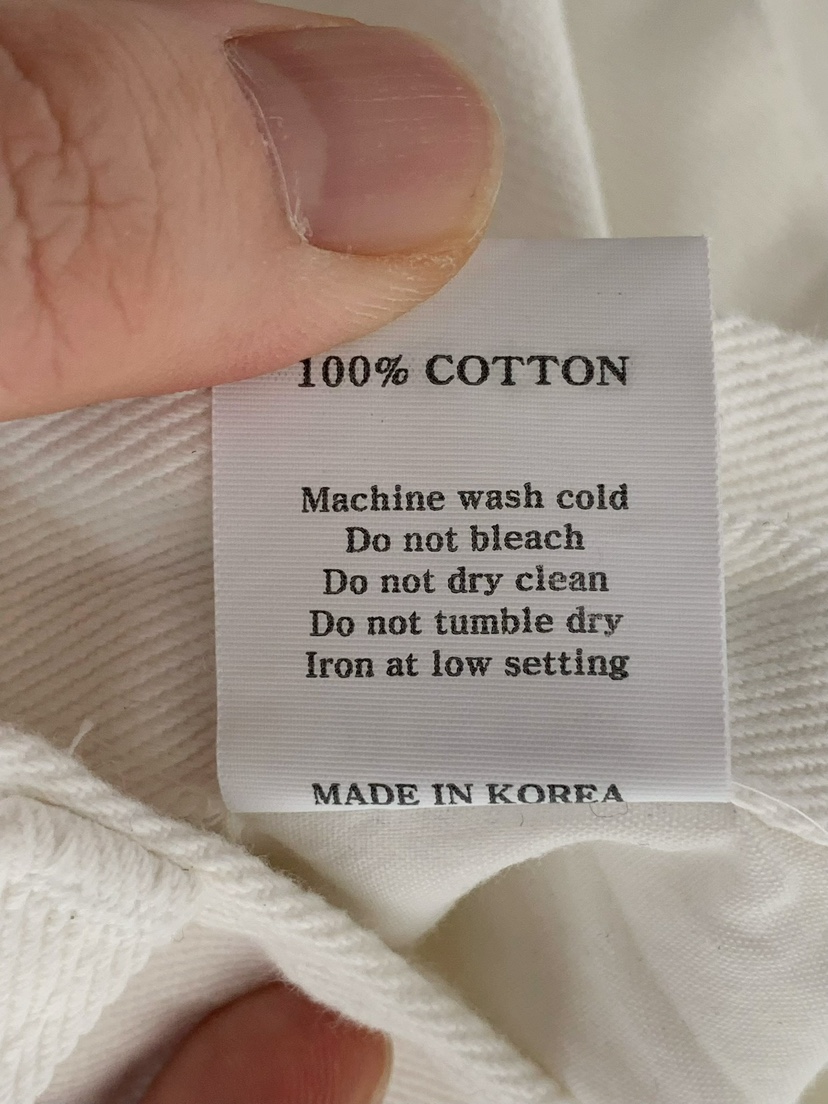 100% COTTON
Machine wash cold
Do not bleach
Do not dry clean
Do not tumble dry
Iron at low setting
MADE IN KOREA